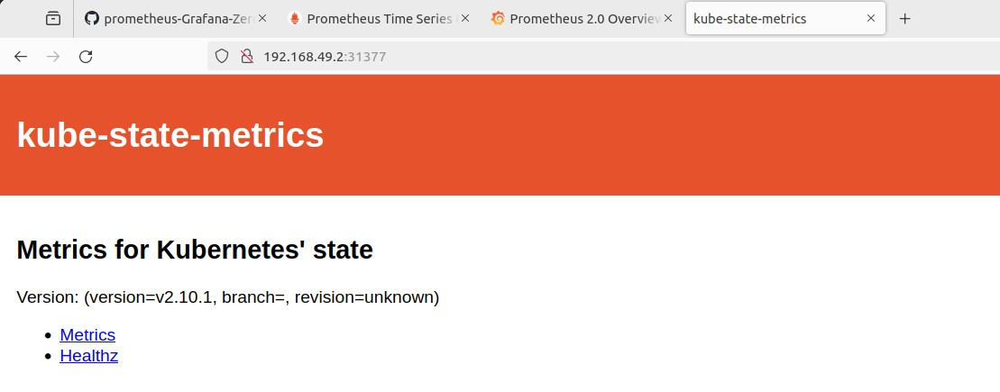 prometheus-Grafana-Zer
Prometheus Time Series
Prometheus 2.0 Overview
kube-state-metrics
192.168.49.2:31377
kube-state-metrics
Metrics for Kubernetes' state
Version: (version=v2.10.1, branch=, revision=unknown)
Metrics
Healthz